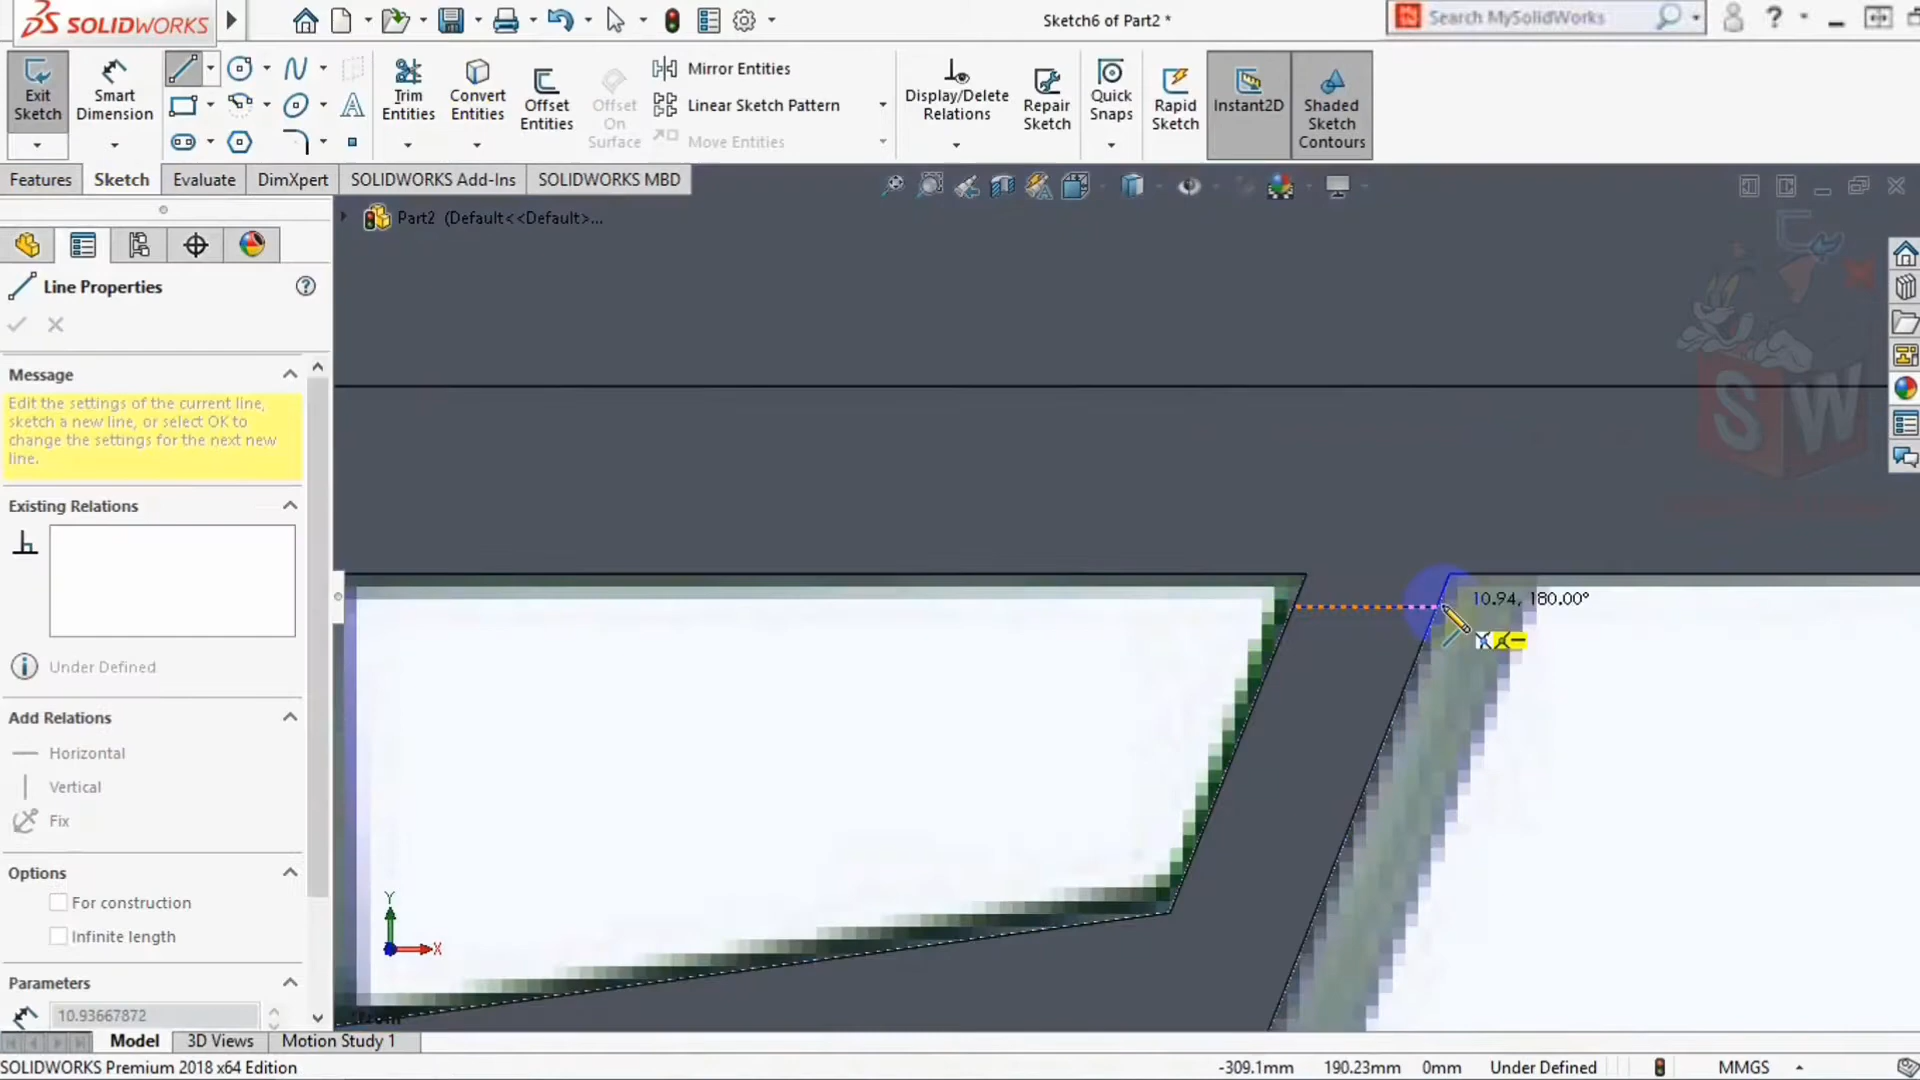 SOLIDWORKS
Sketch6 of Part2 *
Search MySolidWorks
?
Exit
Sketch
Smart
Dimension
Trim
Entities
Convert
Entities
Offset
Entities
Offset
On
Surface
Mirror Entities
Linear Sketch Pattern
Move Entities
Display/Delete
Relations
Repair
Sketch
Quick
Snaps
Rapid
Sketch
Instant2D
Shaded
Sketch
Contours
Features
Sketch
Evaluate
DimXpert
SOLIDWORKS Add-Ins
SOLIDWORKS MBD
Part2 (Default<<Default>...
Line Properties
?
Message
Edit the settings of the current line,
sketch a new line, or select OK to
change the settings for the next new
line.
Existing Relations
Under Defined
Add Relations
Horizontal
Vertical
Fix
Options
For construction
Infinite length
Parameters
10.93667872
10.94, 180.00°
SW
Y
X
Model
3D Views
Motion Study 1
SOLIDWORKS Premium 2018 x64 Edition
-309.1mm
190.23mm
0mm
Under Defined
MMGS